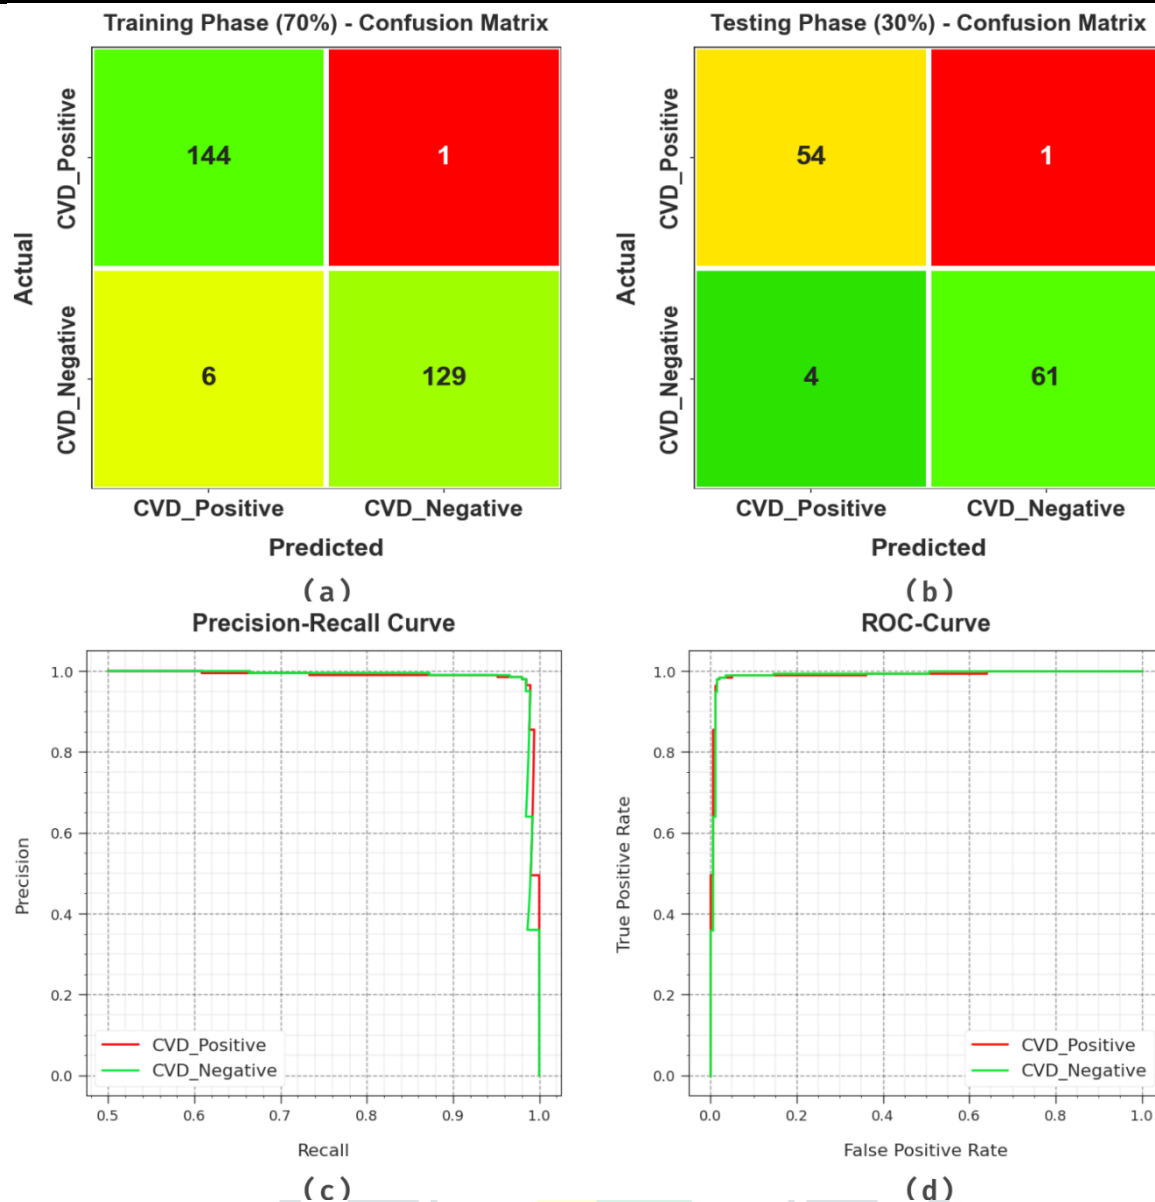 Training Phase (70%) - Confusion Matrix
Actual
CVD_Positive
CVD_Negative
144
1
6
129
CVD_Positive
CVD_Negative
Predicted
(a)
Testing Phase (30%) - Confusion Matrix
Actual
CVD_Positive
CVD_Negative
54
1
4
61
CVD_Positive
CVD_Negative
Predicted
(b)
Precision-Recall Curve
Precision
1.0
0.8
0.6
0.4
0.2
0.0
CVD_Positive
CVD_Negative
0.5 0.6 0.7 0.8 0.9 1.0
Recall
(c)
ROC-Curve
True Positive Rate
1.0
0.8
0.6
0.4
0.2
0.0
CVD_Positive
CVD_Negative
0.0 0.2 0.4 0.6 0.8 1.0
False Positive Rate
(d)